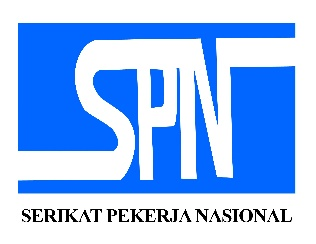 SPN
SERIKAT PEKERJA NASIONAL